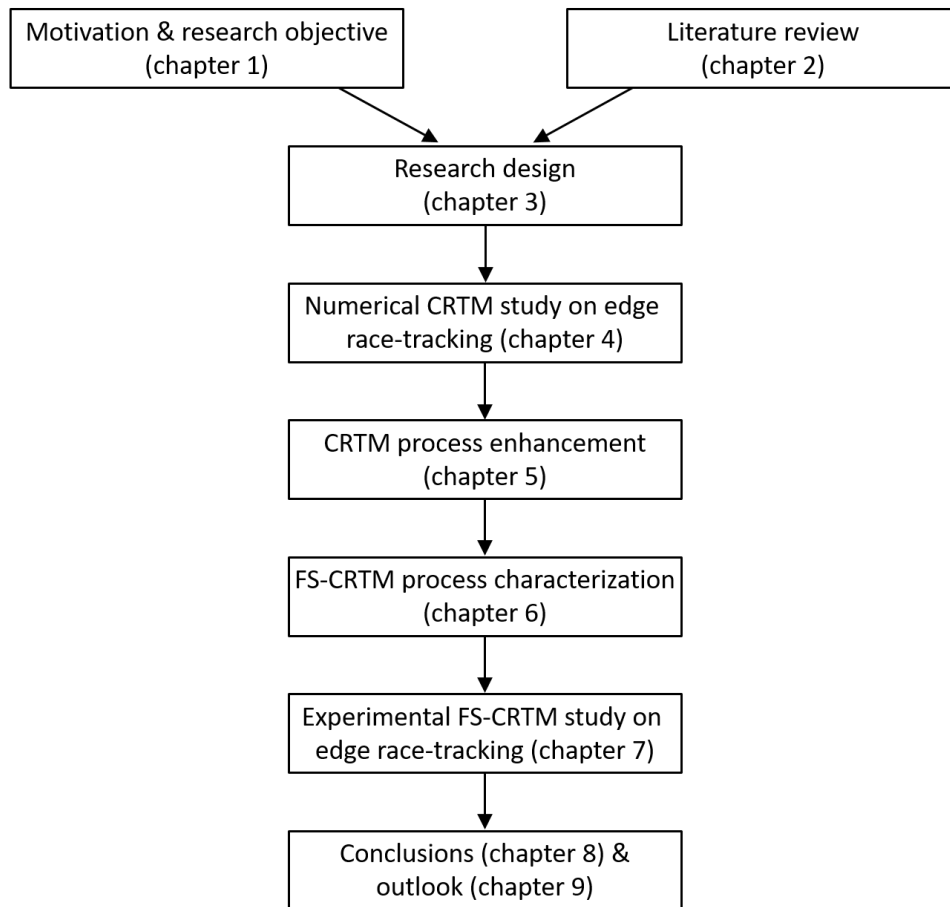 Motivation & research objective
(chapter 1)
Literature review
(chapter 2)
Research design
(chapter 3)
Numerical CRTM study on edge
race-tracking (chapter 4)
CRTM process enhancement
(chapter 5)
FS-CRTM process characterization
(chapter 6)
Experimental FS-CRTM study on
edge race-tracking (chapter 7)
Conclusions (chapter 8) &
outlook (chapter 9)